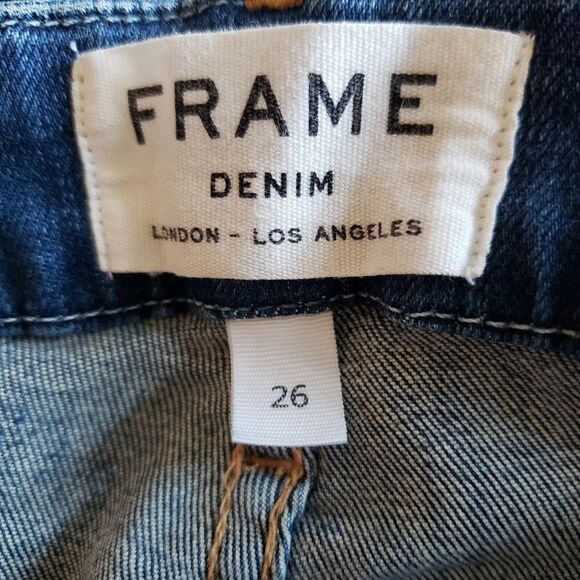 FRAME
DENIM
LONDON - LOS ANGELES
26